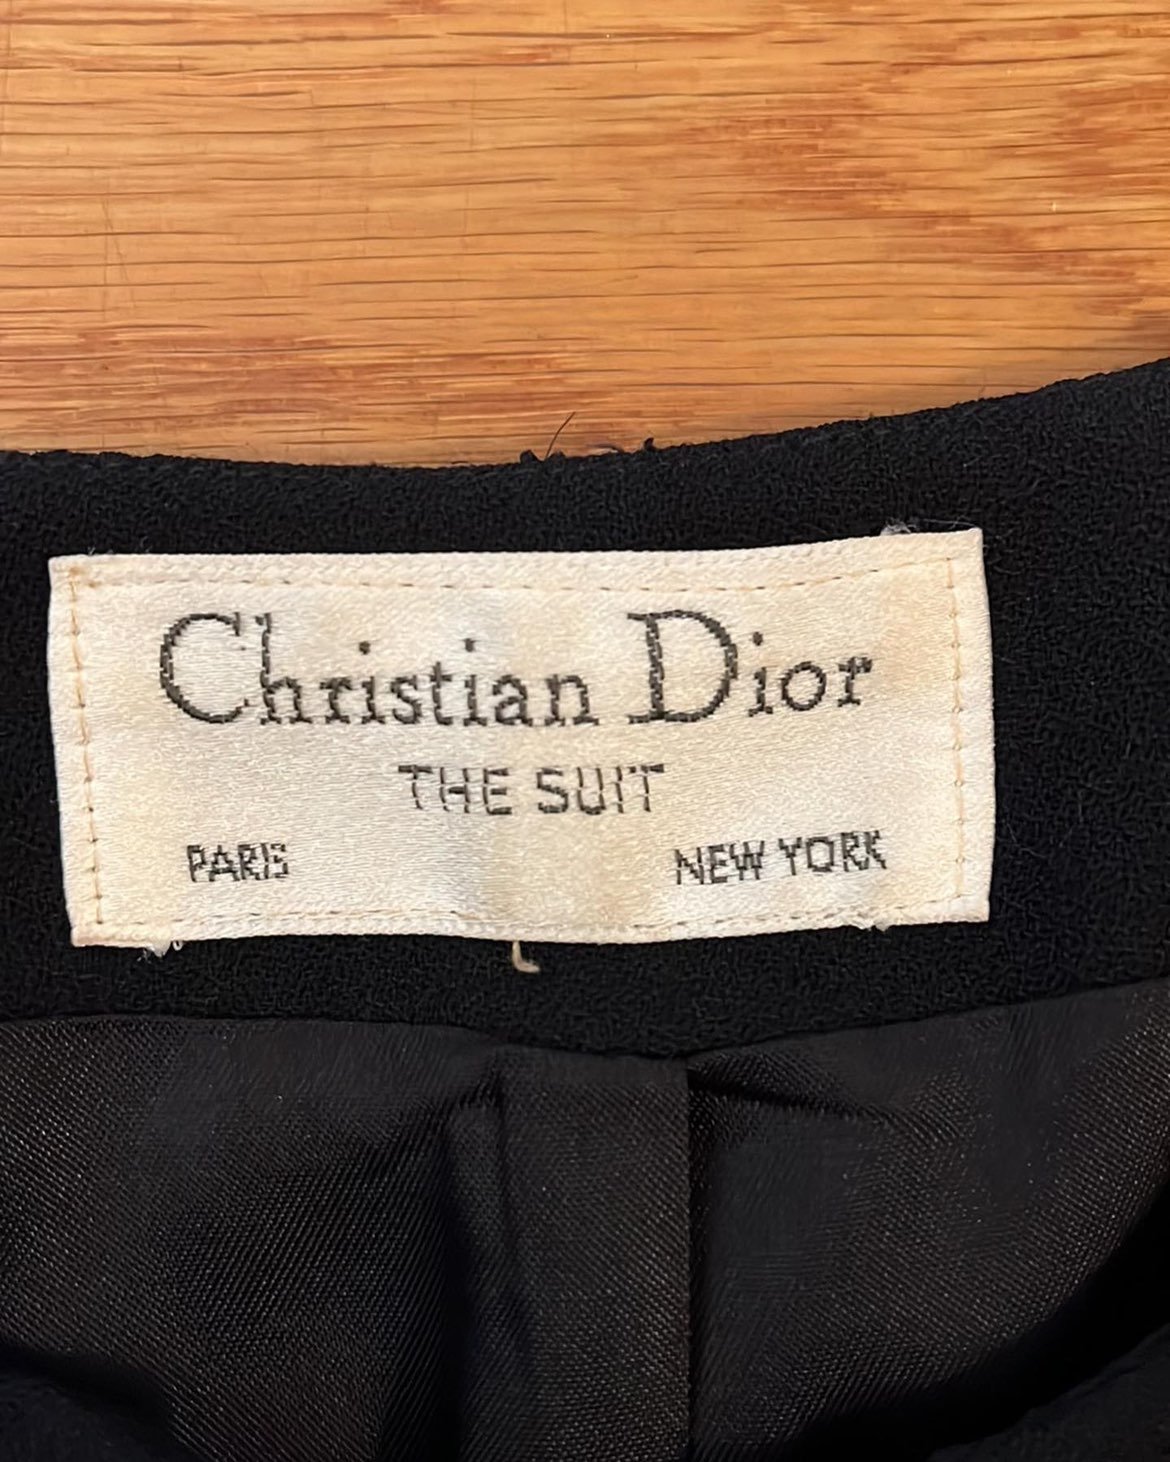 Christian Dior
THE SUIT
PARIS NEW YORK